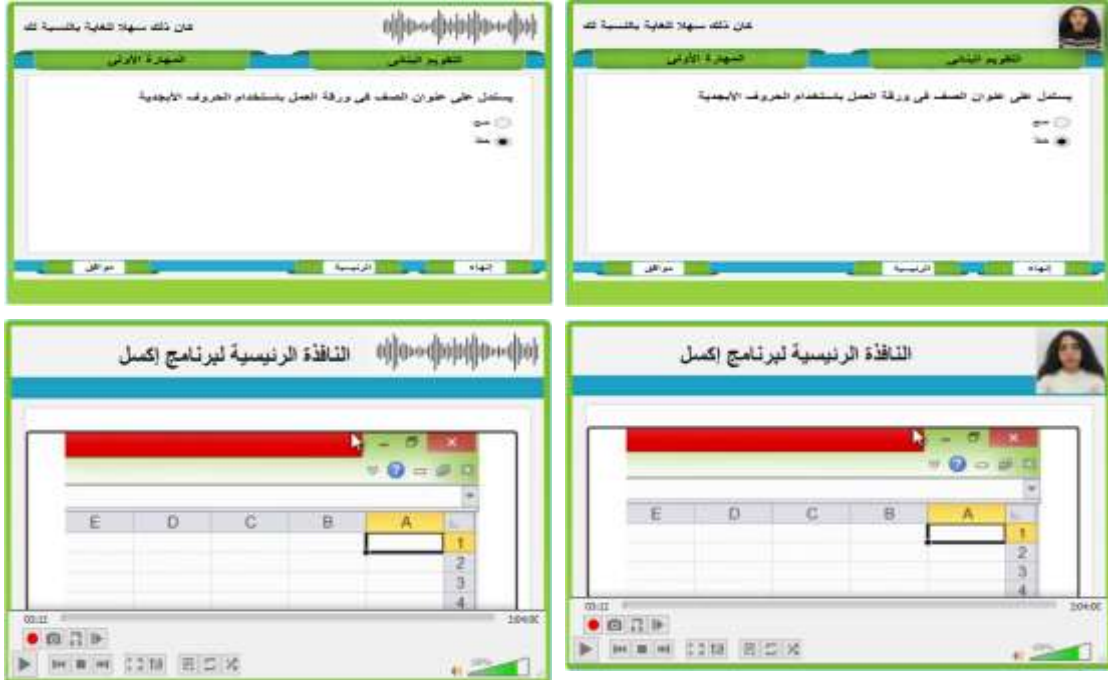 كان ذلك سهلا للغاية بالنسبة لك
التقويم البنائي
المهارة الأولى
يستدل على عنوان الصف في ورقة العمل باستخدام الحروف الأبجدية
صح
خطأ
إنهاء
الرئيسية
موافق
كان ذلك سهلا للغاية بالنسبة لك
التقويم البنائي
المهارة الأولى
يستدل على عنوان الصف في ورقة العمل باستخدام الحروف الأبجدية
صح
خطأ
إنهاء
الرئيسية
موافق
النافذة الرئيسية لبرنامج إكسل
E D C B A
1
2
3
4
النافذة الرئيسية لبرنامج إكسل
E D C B A
1
2
3
4